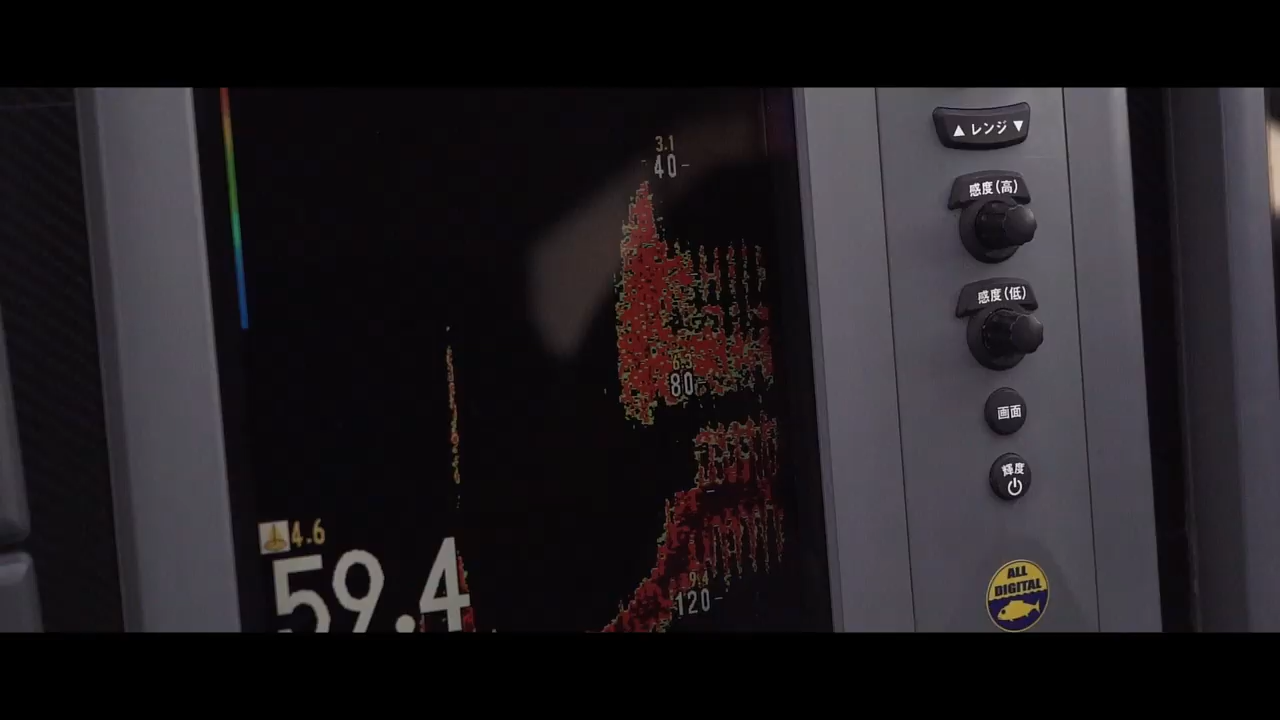 3.1
40
6.3
80
9.4
120
4.6
59.4
▲レンジ▼
感度(高)
感度(低)
画面
輝度
ALL
DIGITAL